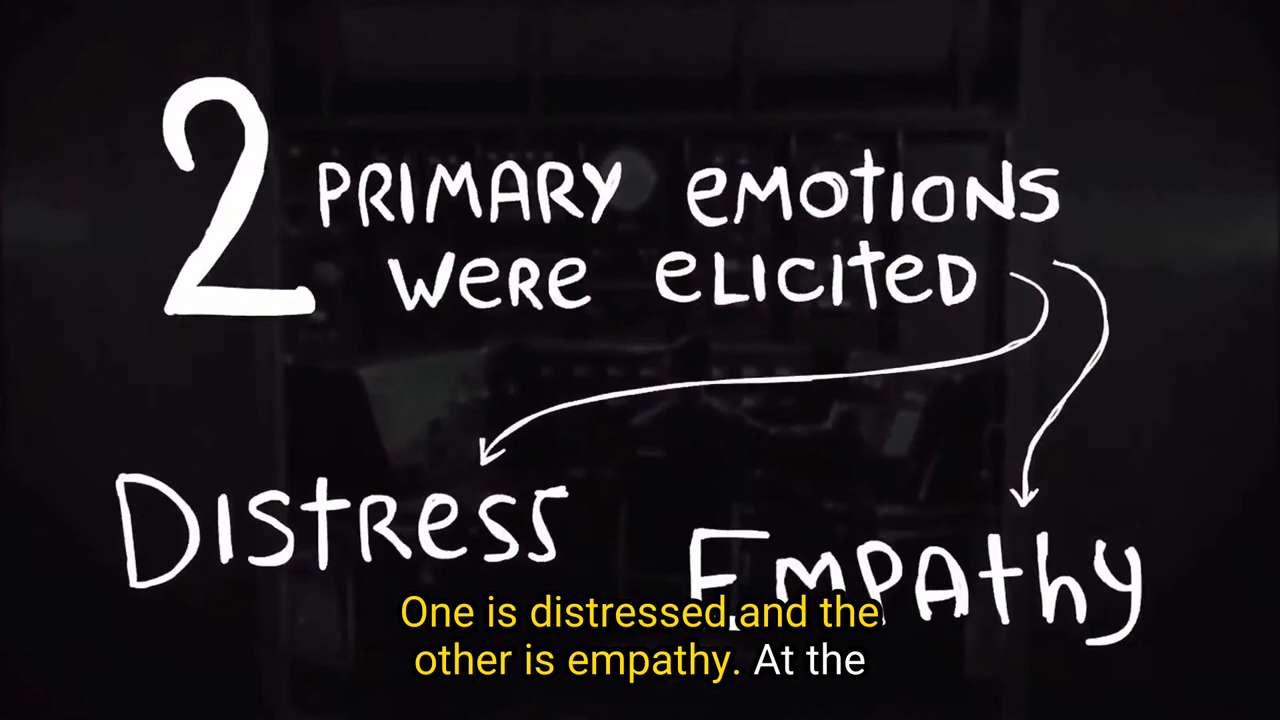 2 PRIMARY eMOtIONS
WeRe eLICIteD
DIStRess
EMPAthy
One is distressed and the
other is empathy. At the